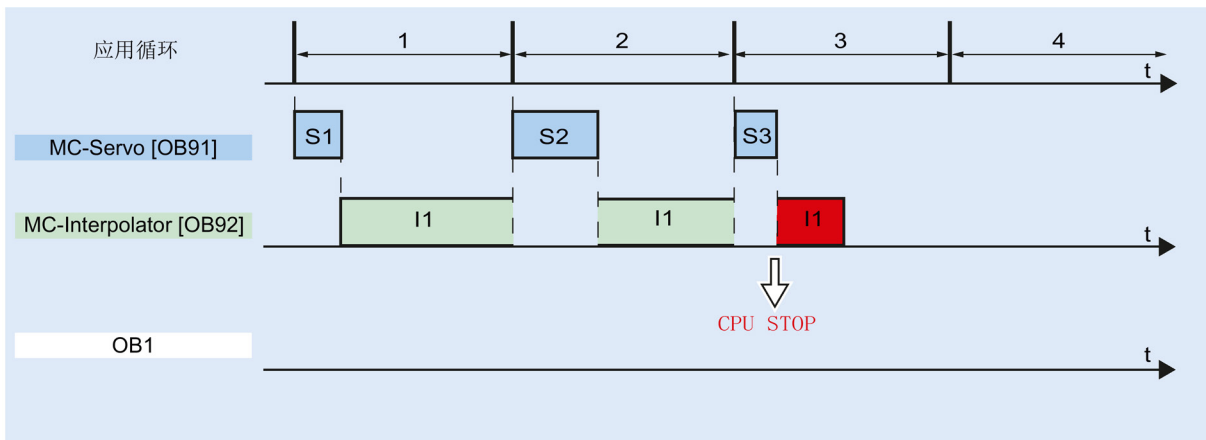 应用循环
1
2
3
4
t
MC-Servo [OB91]
S1
S2
S3
MC-Interpolator [OB92]
I1
I1
I1
t
CPU STOP
OB1
t